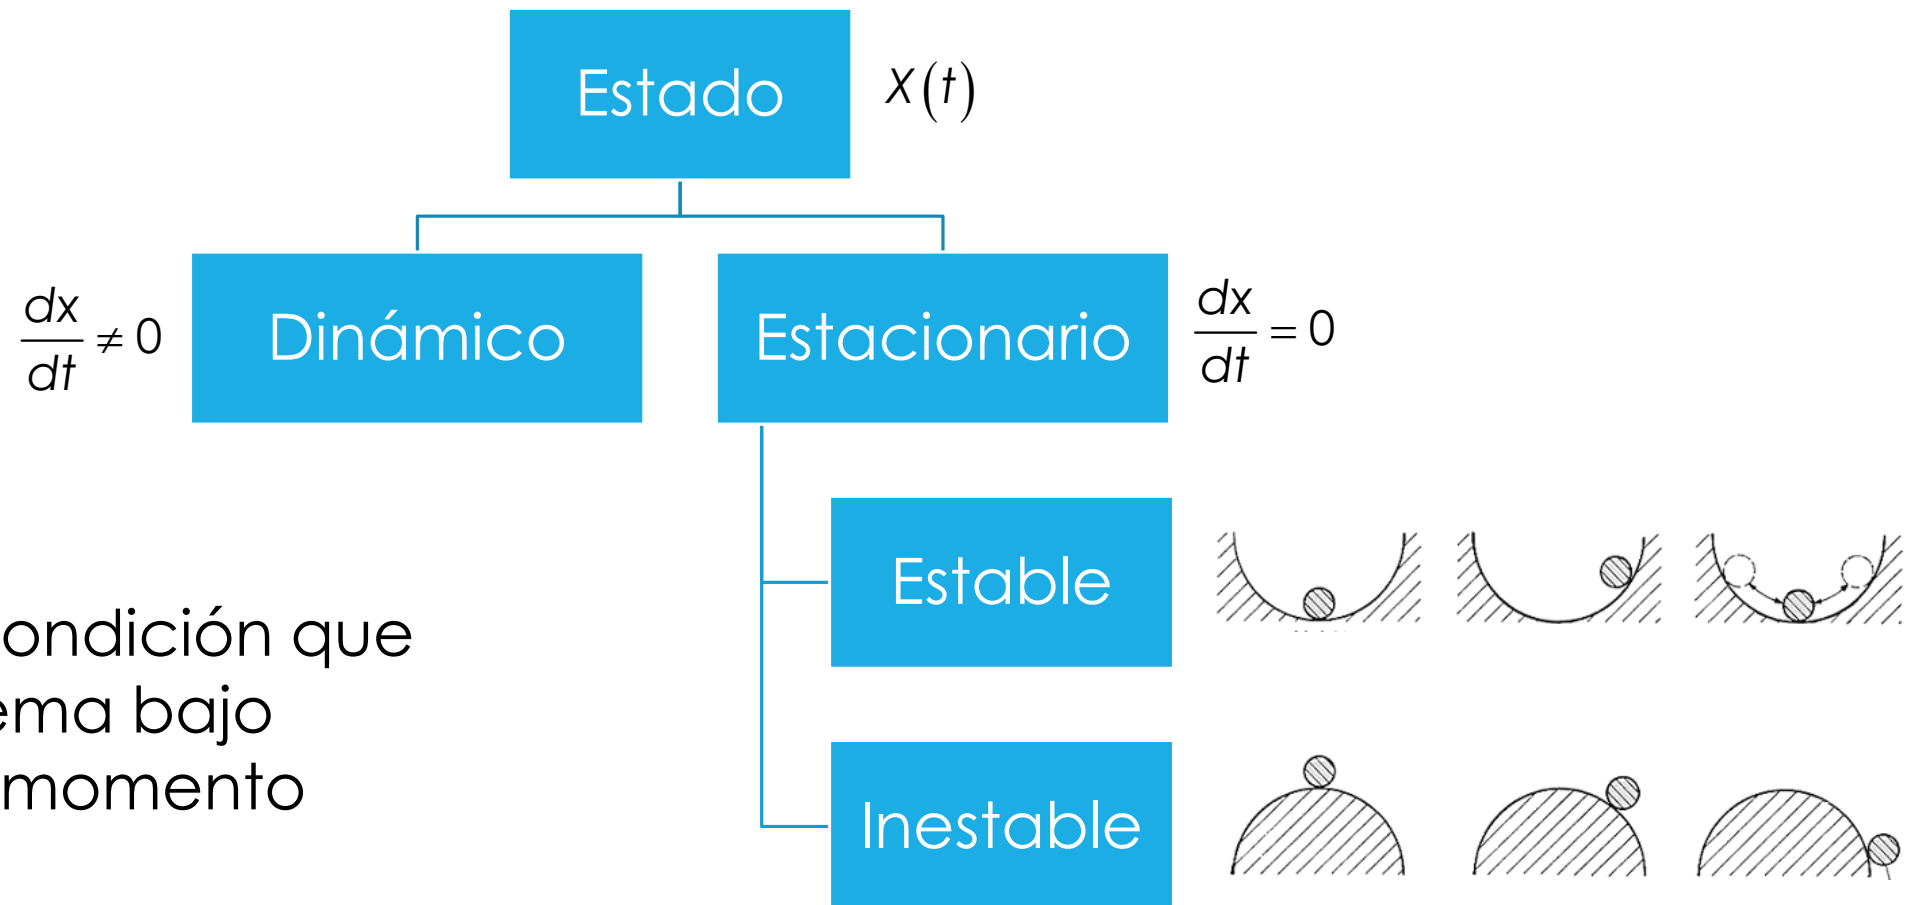 Estado
X(t)
dx/dt ≠ 0
Dinámico
Estacionario
dx/dt = 0
Estable
ondición que
ema bajo
momento
Inestable